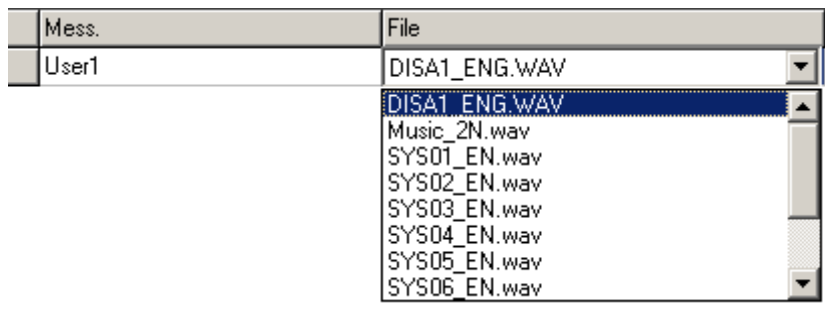 Mess. File
User1 DISA1_ENG.WAV
DISA1_ENG.WAV
Music_2N.wav
SYS01_EN.wav
SYS02_EN.wav
SYS03_EN.wav
SYS04_EN.wav
SYS05_EN.wav
SYS06_EN.wav